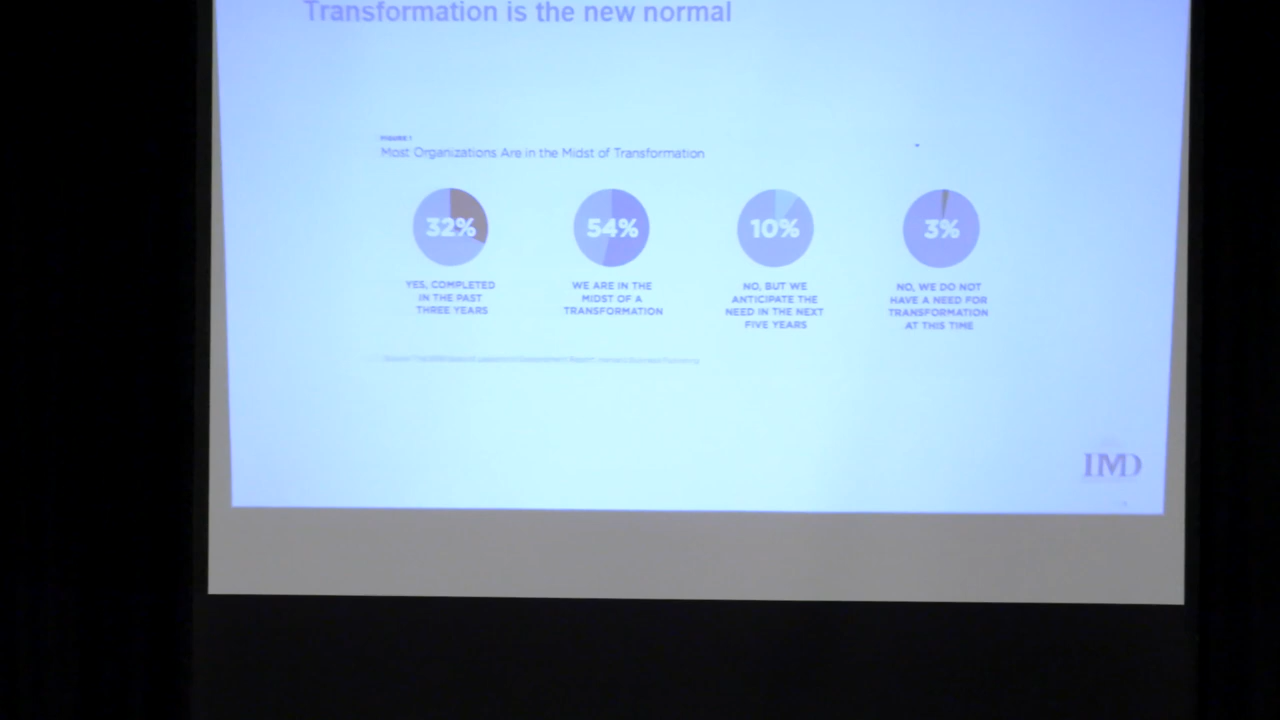 Transformation is the new normal
FIGURE 1
Most Organizations Are in the Midst of Transformation
32%
YES, COMPLETED
IN THE PAST
THREE YEARS
54%
WE ARE IN THE
MIDST OF A
TRANSFORMATION
10%
NO, BUT WE
ANTICIPATE THE
NEED IN THE NEXT
FIVE YEARS
3%
NO, WE DO NOT
HAVE A NEED FOR
TRANSFORMATION
AT THIS TIME
IMD